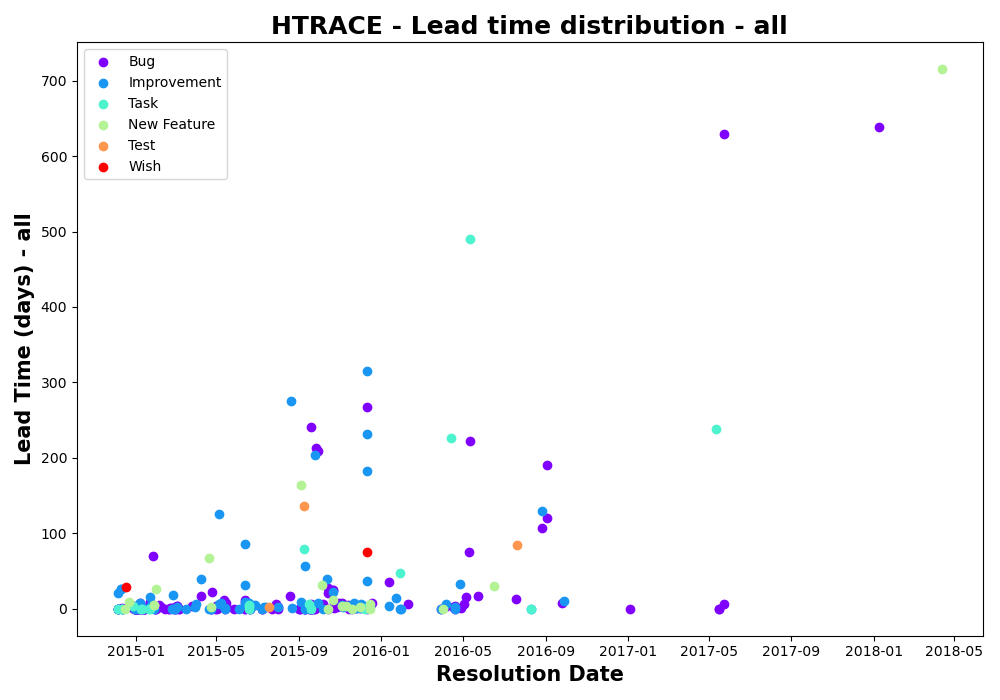 HTRACE - Lead time distribution - all
Bug
Improvement
Task
New Feature
Test
Wish
Lead Time (days) - all
700
600
500
400
300
200
100
0
2015-01
2015-05
2015-09
2016-01
2016-05
2016-09
2017-01
2017-05
2017-09
2018-01
2018-05
Resolution Date